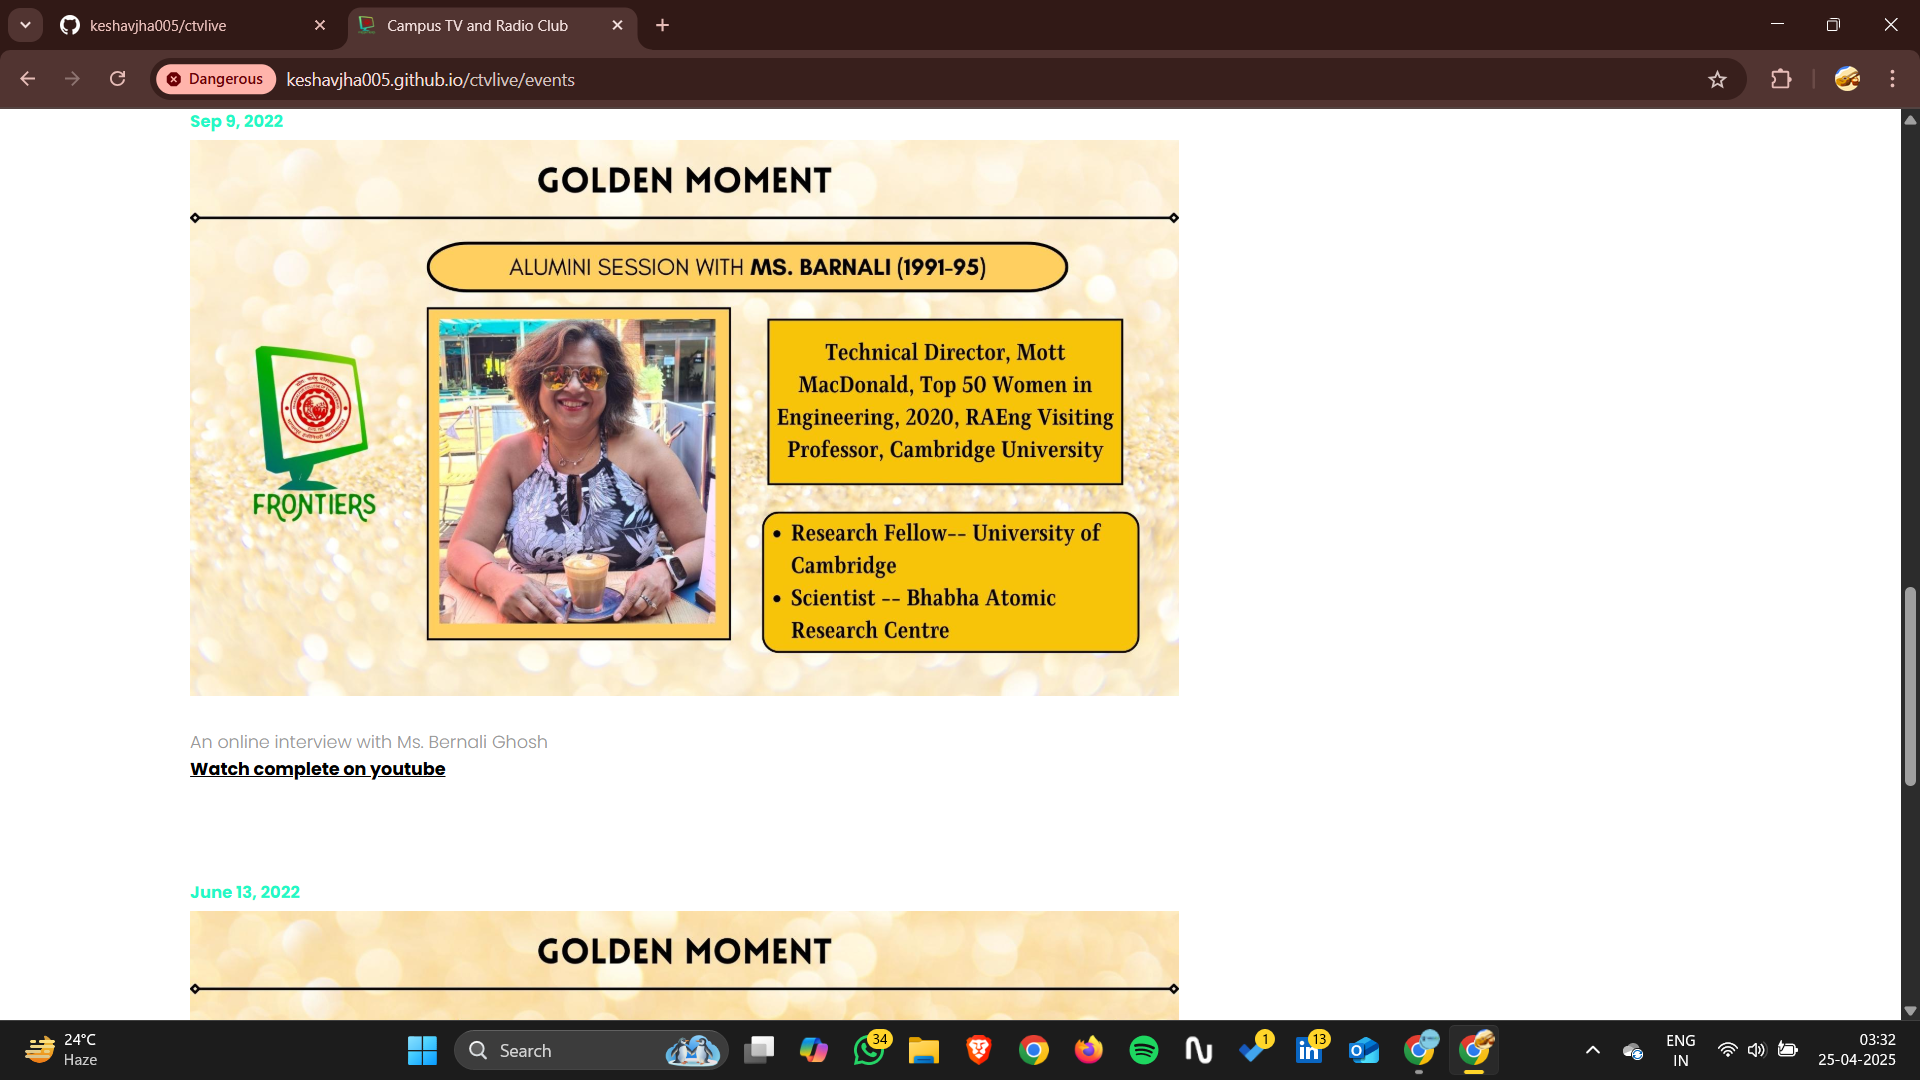 keshavjha005/ctvlive
Campus TV and Radio Club
Dangerous
keshavjha005.github.io/ctvlive/events
Sep 9, 2022
GOLDEN MOMENT
ALUMINI SESSION WITH MS. BARNALI (1991-95)
Technical Director, Mott
MacDonald, Top 50 Women in
Engineering, 2020, RAEng Visiting
Professor, Cambridge University
FRONTIERS
• Research Fellow-- University of
Cambridge
• Scientist -- Bhabha Atomic
Research Centre
An online interview with Ms. Bernali Ghosh
Watch complete on youtube
June 13, 2022
GOLDEN MOMENT
24°C
Haze
Search
34
1
13
ENG
IN
03:32
25-04-2025